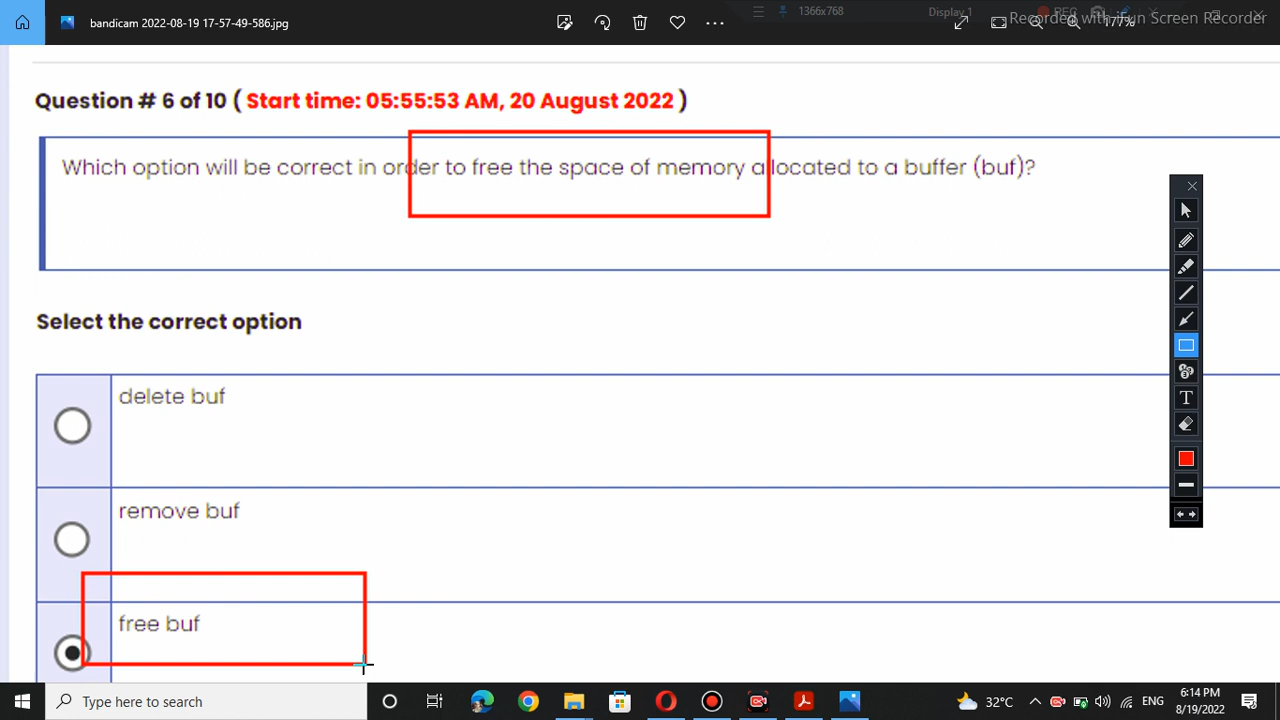 bandicam 2022-08-19 17-57-49-586.jpg
1366x768
Display 1
REC
177%
Recorded with iFun Screen Recorder
Question # 6 of 10 ( Start time: 05:55:53 AM, 20 August 2022 )
Which option will be correct in order to free the space of memory allocated to a buffer (buf)?
Select the correct option
delete buf
remove buf
free buf
T
Type here to search
32°C
ENG
6:14 PM
8/19/2022